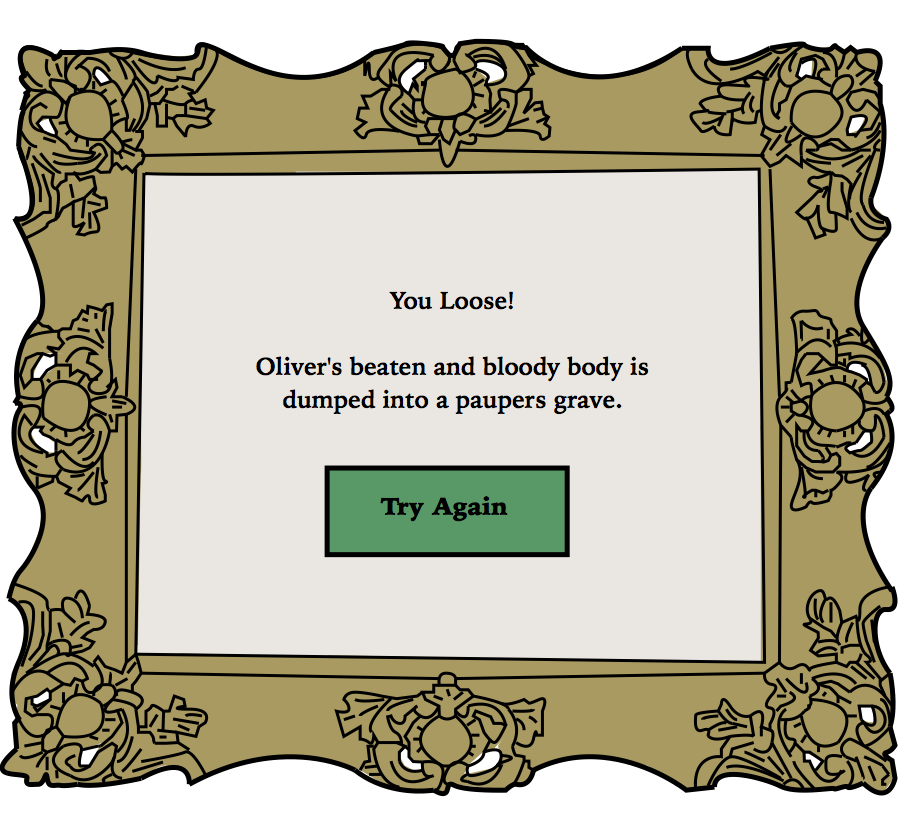 You Loose!
Oliver's beaten and bloody body is
dumped into a paupers grave.
Try Again